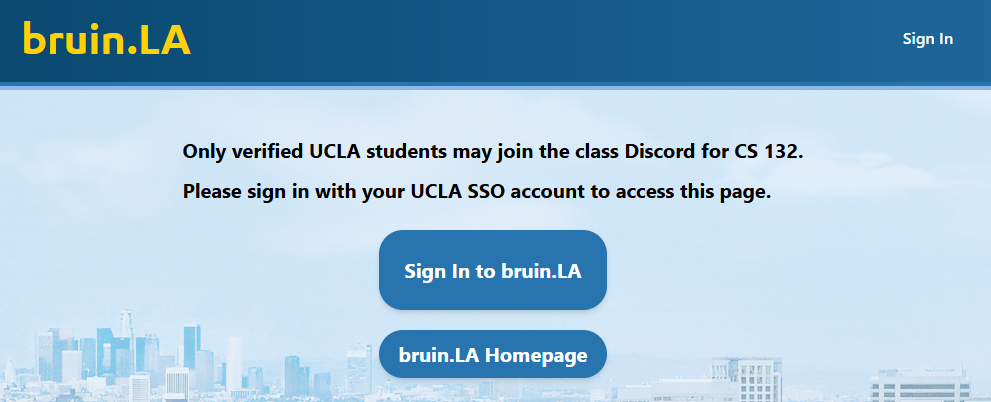 bruin.LA
Sign In
Only verified UCLA students may join the class Discord for CS 132.
Please sign in with your UCLA SSO account to access this page.
Sign In to bruin.LA
bruin.LA Homepage